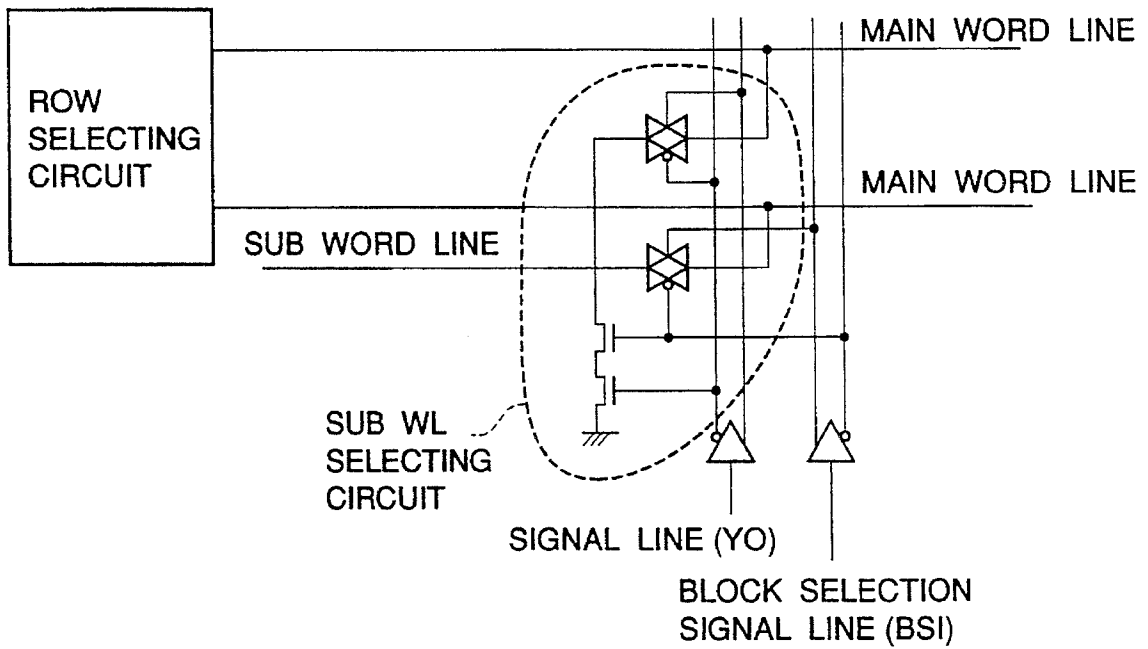 MAIN WORD LINE
ROW
SELECTING
CIRCUIT
MAIN WORD LINE
SUB WORD LINE
SUB WL
SELECTING
CIRCUIT
SIGNAL LINE (YO)
BLOCK SELECTION
SIGNAL LINE (BSI)